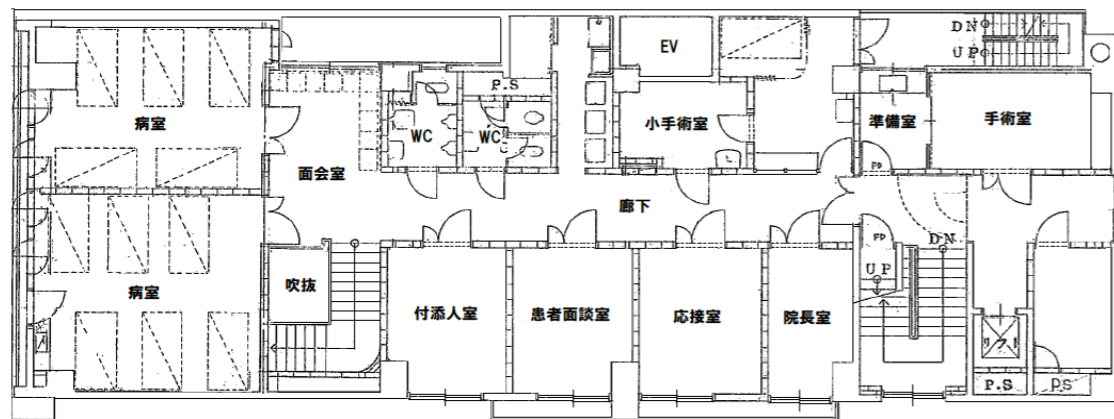 DN
UP
EV
P.S
病室
WC
WC
小手術室
準備室
手術室
面会室
PD
廊下
PD
DN
UP
吹抜
病室
付添人室
患者面談室
応接室
院長室
リフト
P.S
P.S